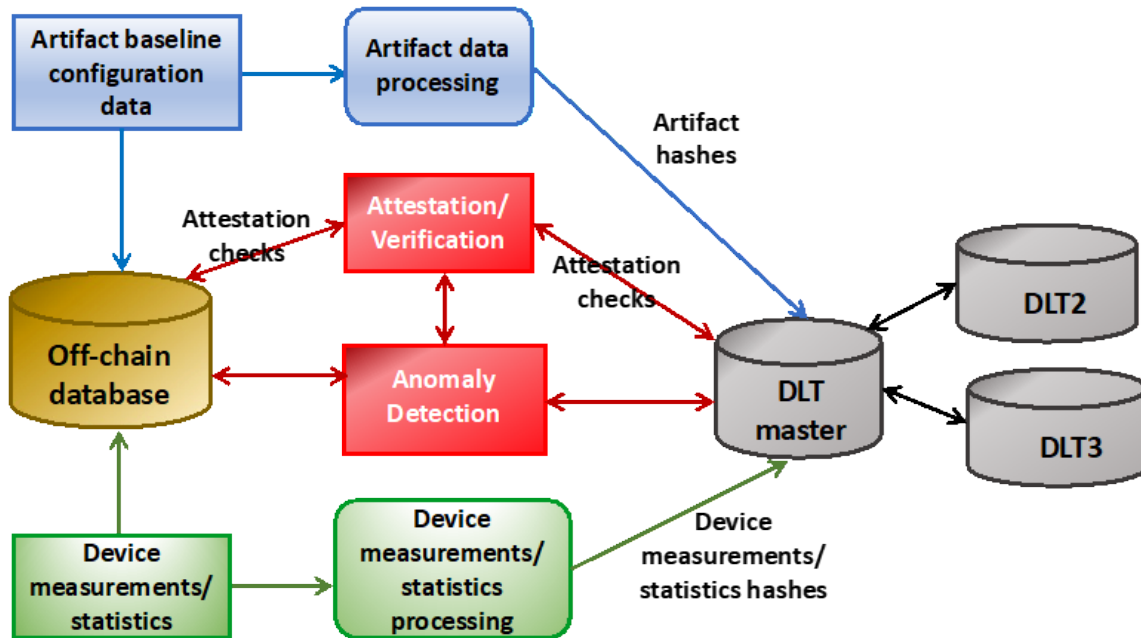 Artifact baseline
configuration
data
Artifact data
processing
Artifact
hashes
Attestation
checks
Attestation/
Verification
Attestation
checks
Off-chain
database
Anomaly
Detection
DLT
master
DLT2
DLT3
Device
measurements/
statistics
Device
measurements/
statistics
processing
Device
measurements/
statistics hashes